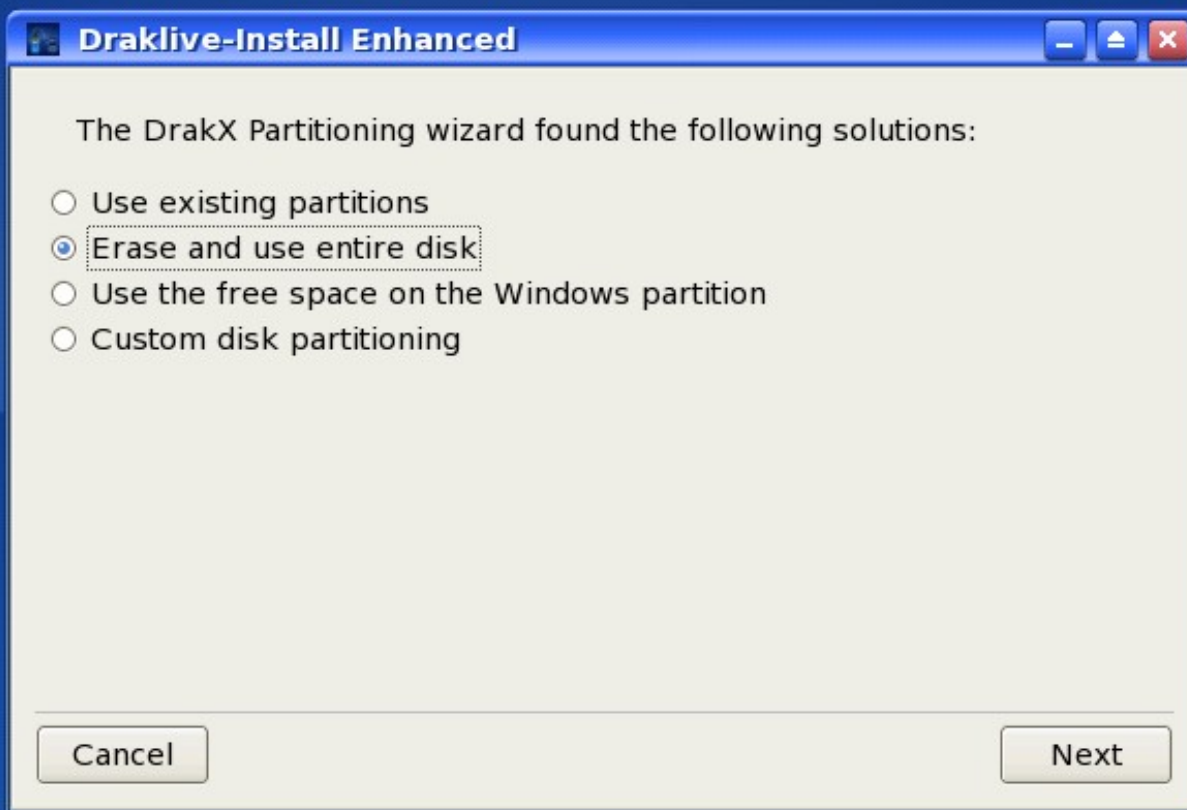 Draklive-Install Enhanced
The DrakX Partitioning wizard found the following solutions:
Use existing partitions
Erase and use entire disk
Use the free space on the Windows partition
Custom disk partitioning
Cancel
Next